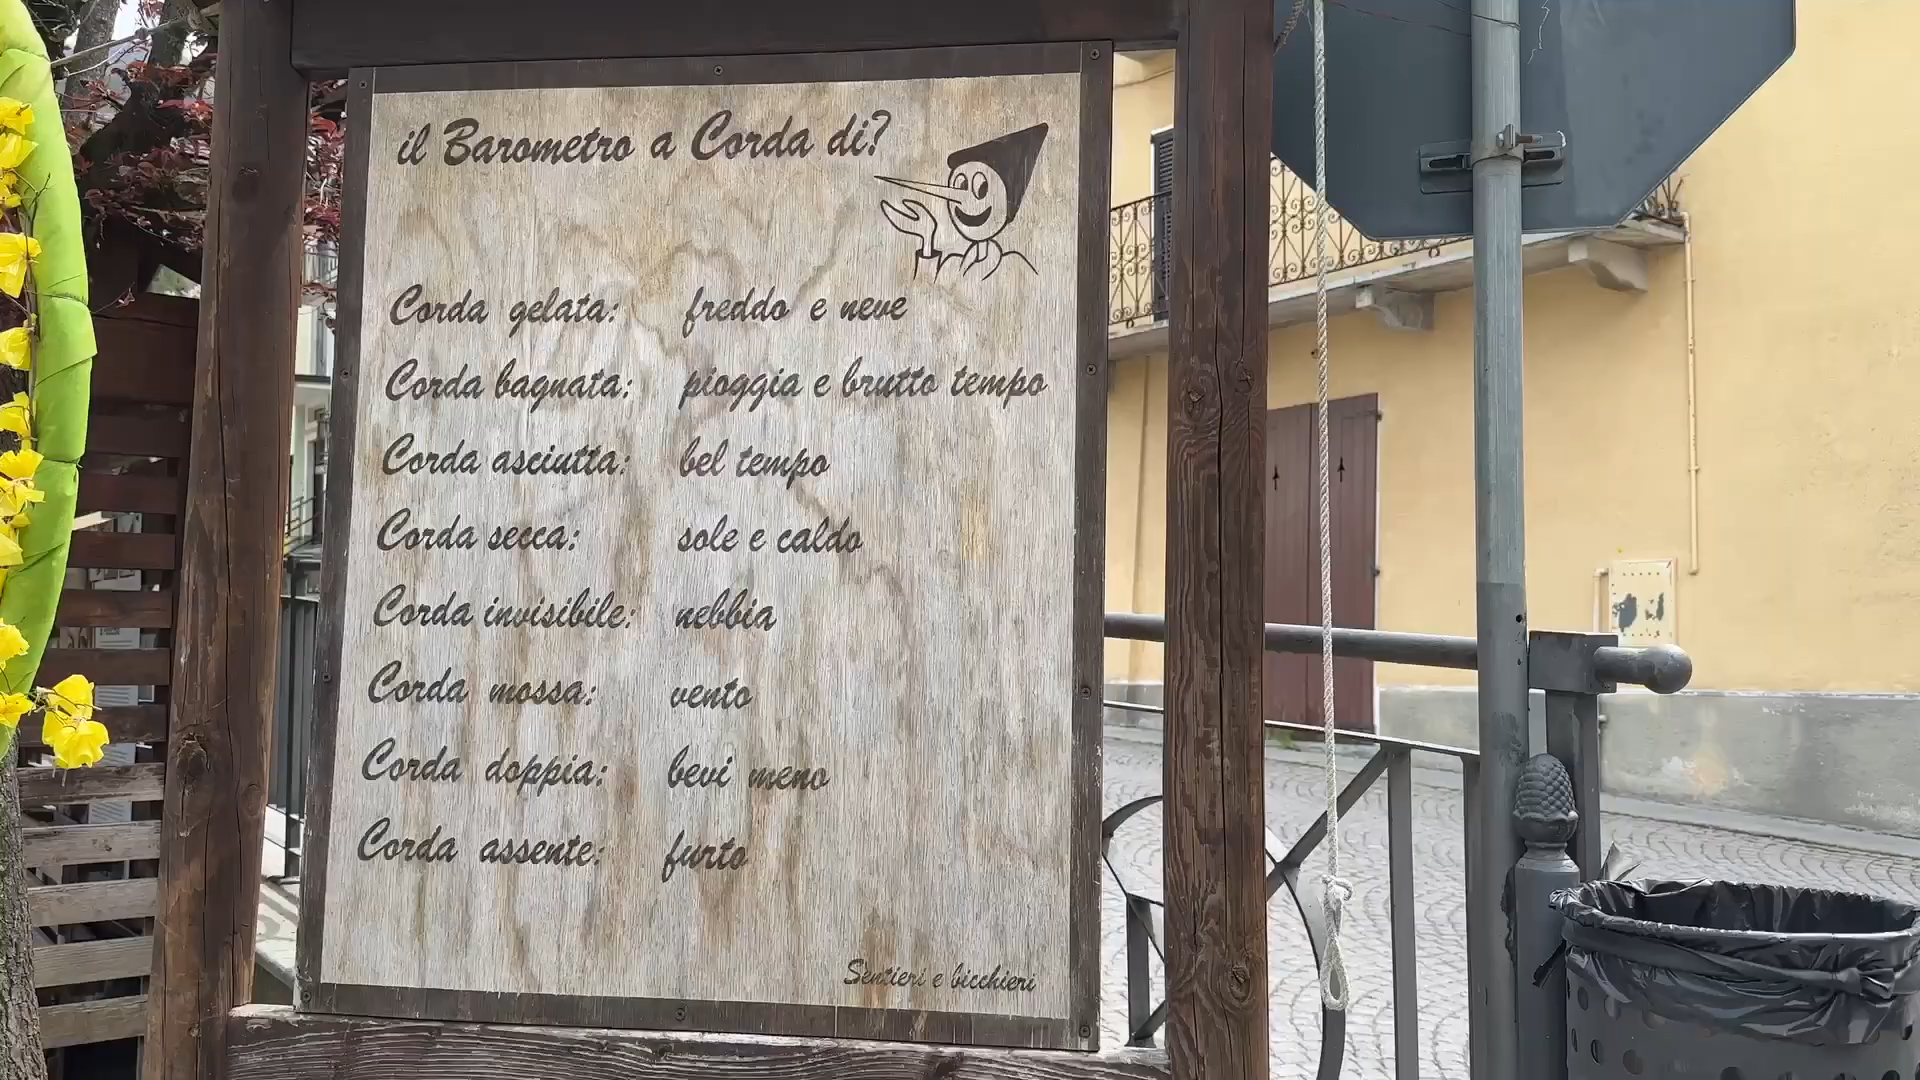 il Barometro a Corda di?
Corda gelata: freddo e neve
Corda bagnata: pioggia e brutto tempo
Corda asciutta: bel tempo
Corda secca: sole e caldo
Corda invisibile: nebbia
Corda mossa: vento
Corda doppia: bevi meno
Corda assente: furto
Sentieri e bicchieri